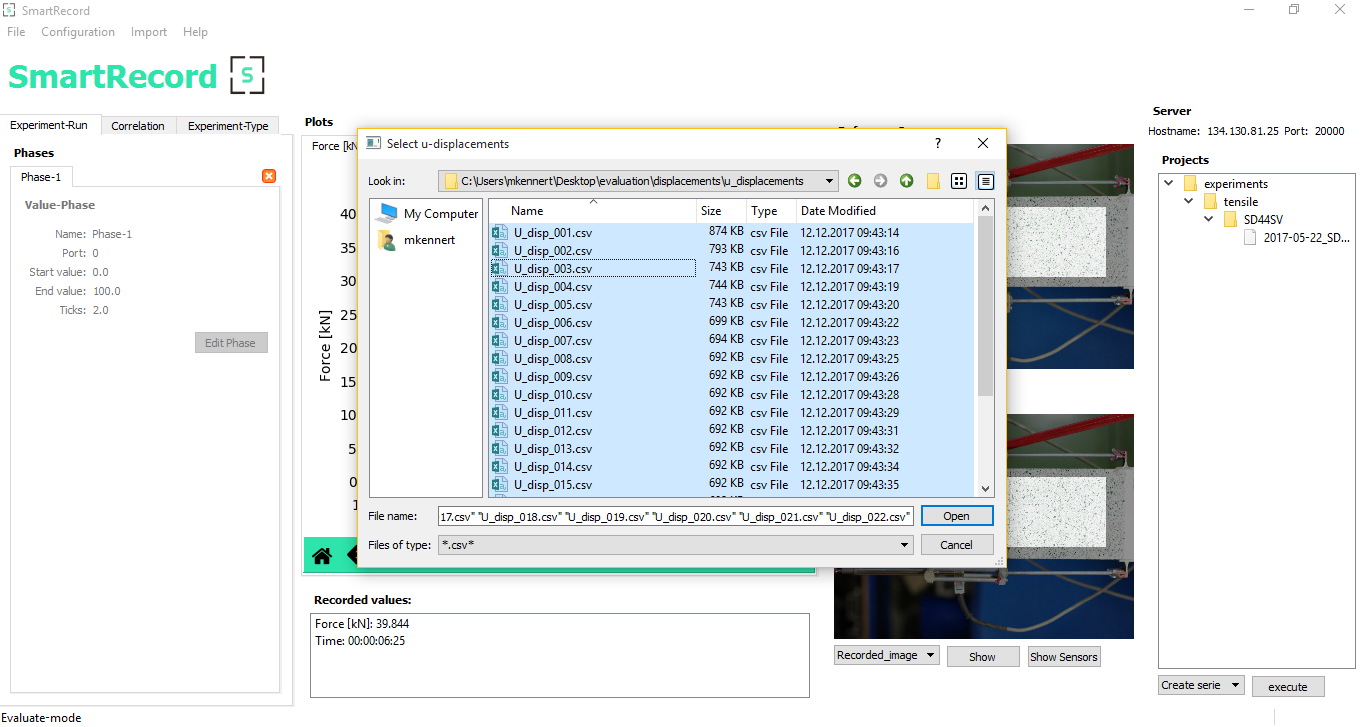 SmartRecord
File Configuration Import Help
SmartRecord S
Experiment-Run Correlation Experiment-Type
Phases
Phase-1
Value-Phase
Name: Phase-1
Port: 0
Start value: 0.0
End value: 100.0
Ticks: 2.0
Edit Phase
Plots
Force [kN
Force [kN]
40
35
30
25
20
15
10
5
0
Select u-displacements ?
Look in: C:\Users\mkennert\Desktop\evaluation\displacements\u_displacements
My Computer
mkennert
Name Size Type Date Modified
U_disp_001.csv 874 KB csv File 12.12.2017 09:43:14
U_disp_002.csv 793 KB csv File 12.12.2017 09:43:16
U_disp_003.csv 743 KB csv File 12.12.2017 09:43:17
U_disp_004.csv 744 KB csv File 12.12.2017 09:43:19
U_disp_005.csv 743 KB csv File 12.12.2017 09:43:20
U_disp_006.csv 699 KB csv File 12.12.2017 09:43:22
U_disp_007.csv 694 KB csv File 12.12.2017 09:43:23
U_disp_008.csv 692 KB csv File 12.12.2017 09:43:25
U_disp_009.csv 692 KB csv File 12.12.2017 09:43:26
U_disp_010.csv 692 KB csv File 12.12.2017 09:43:28
U_disp_011.csv 692 KB csv File 12.12.2017 09:43:29
U_disp_012.csv 692 KB csv File 12.12.2017 09:43:31
U_disp_013.csv 692 KB csv File 12.12.2017 09:43:32
U_disp_014.csv 692 KB csv File 12.12.2017 09:43:34
U_disp_015.csv 692 KB csv File 12.12.2017 09:43:35
File name: 17.csv" "U_disp_018.csv" "U_disp_019.csv" "U_disp_020.csv" "U_disp_021.csv" "U_disp_022.csv" Open
Files of type: *.csv* Cancel
Recorded values:
Force [kN]: 39.844
Time: 00:00:06:25
Recorded_image Show Show Sensors
Server
Hostname: 134.130.81.25 Port: 20000
Projects
experiments
tensile
SD44SV
2017-05-22_SD...
Create serie execute
Evaluate-mode